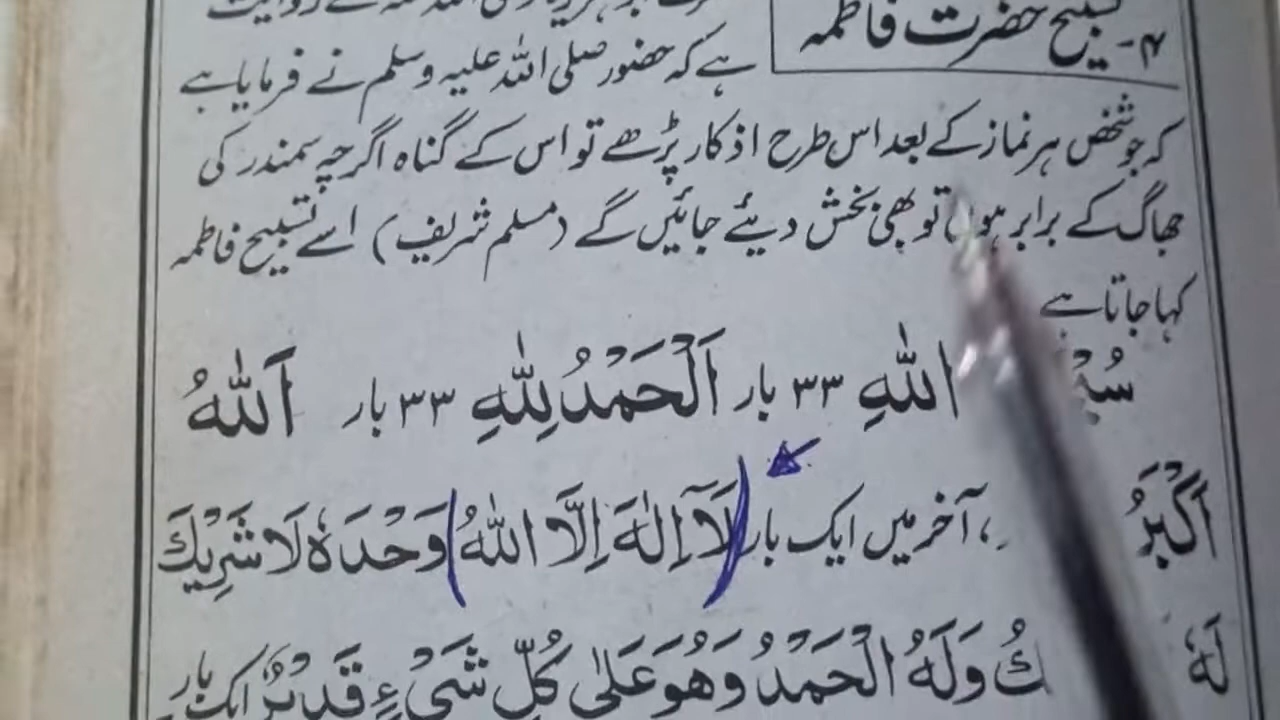 ۴۔ تسبیح حضرت فاطمہ
سے روایت
ہے کہ حضور صلی اللہ علیہ وسلم نے فرمایا ہے
کہ جو شخص ہر نماز کے بعد اس طرح اذکار پڑھے تو اس کے گناہ اگرچہ سمندر کی
جھاگ کے برابر ہوں تو بھی بخش دیئے جائیں گے (مسلم شریف) اسے تسبیح فاطمہ
کہا جاتا ہے
اللهِ ۳۳ بار اَلْحَمْدُ لِلّٰهِ ۳۳ بار اَللّٰهُ
اَكْبَرُ ، آخر میں ایک بار (لَآ اِلٰهَ اِلَّا اللّٰهُ) وَحْدَهٗ لَا شَرِيْكَ
لَهٗ وَلَهُ الْحَمْدُ وَهُوَ عَلٰى كُلِّ شَيْءٍ قَدِيْرٌ ایک بار